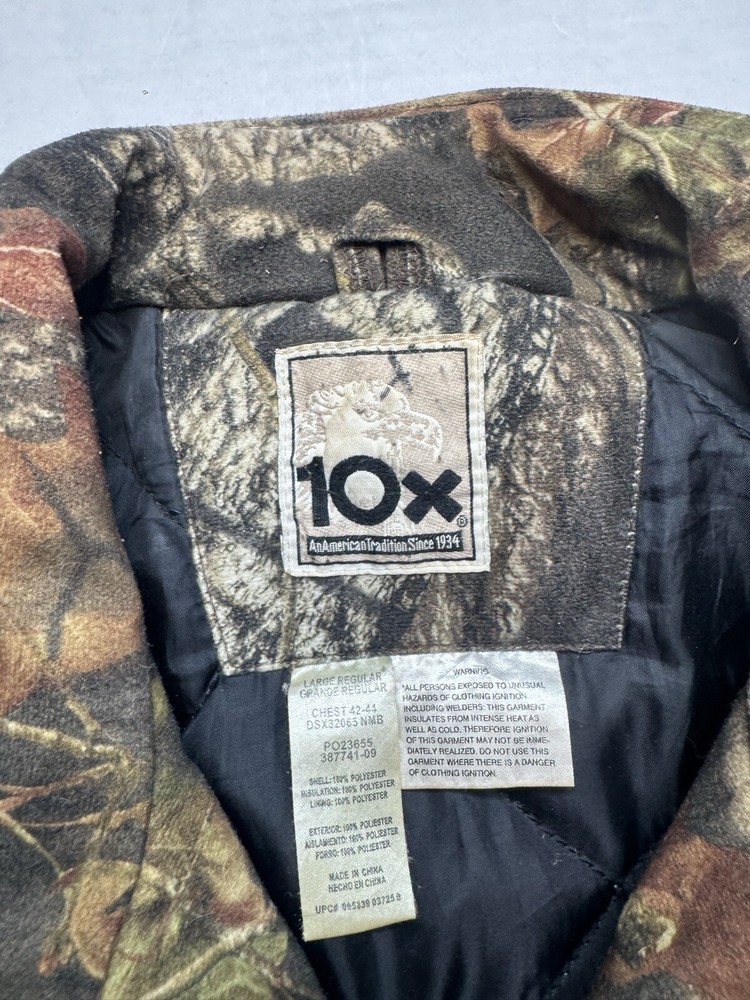 10x
®
An American Tradition Since 1934
LARGE REGULAR
GRANDE REGULAR
CHEST 42-44
DSX32065 NMB
PO23655
387741-09
SHELL: 100% POLYESTER
INSULATION: 100% POLYESTER
LINING: 100% POLYESTER
EXTERIOR: 100% POLIESTER
AISLAMIENTO: 100% POLIESTER
FORRO: 100% POLIESTER
MADE IN CHINA
HECHO EN CHINA
UPC#
WARNING
*ALL PERSONS EXPOSED TO UNUSUAL
HAZARDS OF CLOTHING IGNITION
INCLUDING WELDERS: THIS GARMENT
INSULATES FROM INTENSE HEAT AS
WELL AS COLD. THEREFORE IGNITION
OF THIS GARMENT MAY NOT BE IMME-
DIATELY REALIZED. DO NOT USE THIS
GARMENT WHERE THERE IS A DANGER
OF CLOTHING IGNITION.